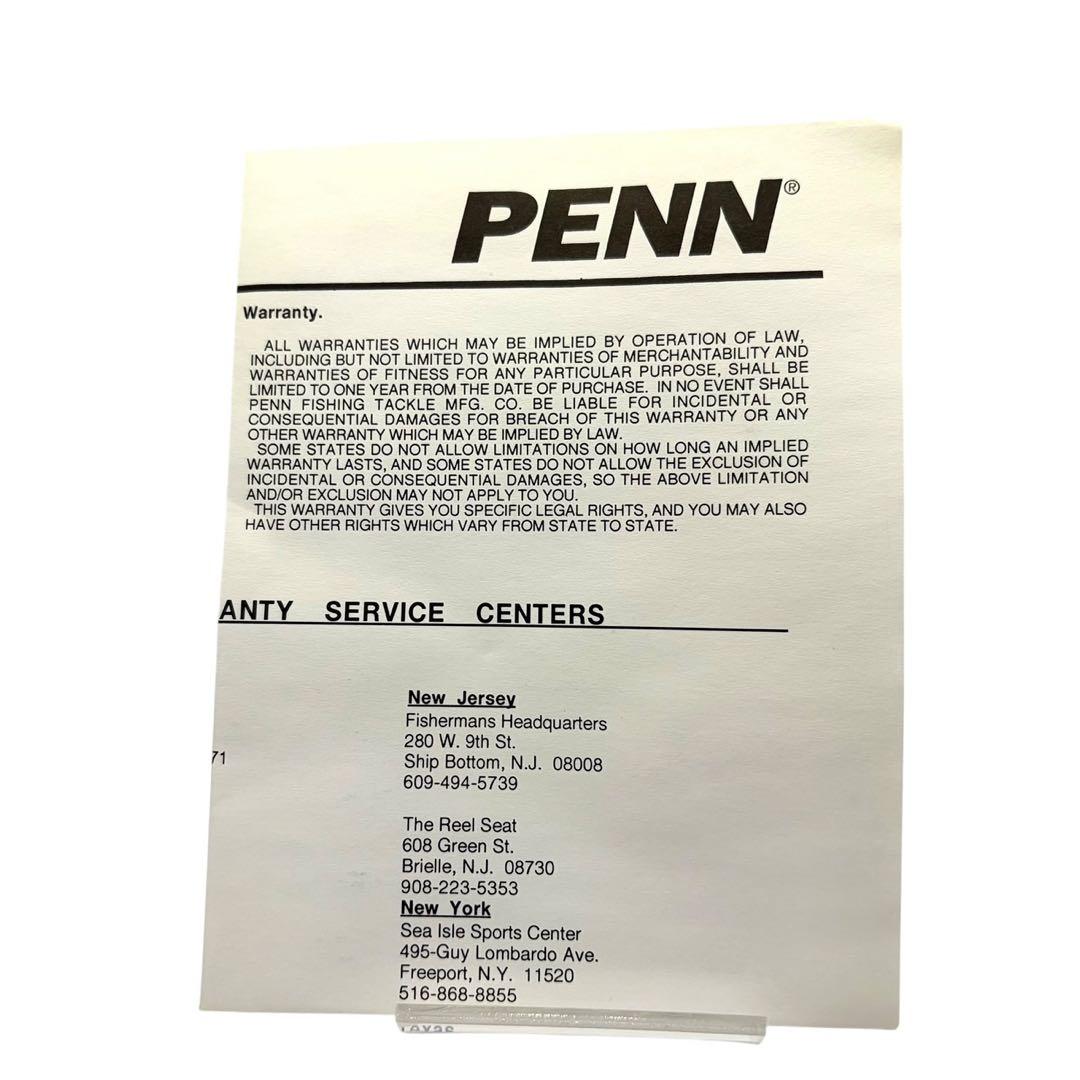 PENN®
Warranty.
ALL WARRANTIES WHICH MAY BE IMPLIED BY OPERATION OF LAW,
INCLUDING BUT NOT LIMITED TO WARRANTIES OF MERCHANTABILITY AND
WARRANTIES OF FITNESS FOR ANY PARTICULAR PURPOSE, SHALL BE
LIMITED TO ONE YEAR FROM THE DATE OF PURCHASE. IN NO EVENT SHALL
PENN FISHING TACKLE MFG. CO. BE LIABLE FOR INCIDENTAL OR
CONSEQUENTIAL DAMAGES FOR BREACH OF THIS WARRANTY OR ANY
OTHER WARRANTY WHICH MAY BE IMPLIED BY LAW.
SOME STATES DO NOT ALLOW LIMITATIONS ON HOW LONG AN IMPLIED
WARRANTY LASTS, AND SOME STATES DO NOT ALLOW THE EXCLUSION OF
INCIDENTAL OR CONSEQUENTIAL DAMAGES, SO THE ABOVE LIMITATION
AND/OR EXCLUSION MAY NOT APPLY TO YOU.
THIS WARRANTY GIVES YOU SPECIFIC LEGAL RIGHTS, AND YOU MAY ALSO
HAVE OTHER RIGHTS WHICH VARY FROM STATE TO STATE.
ANTY SERVICE CENTERS
71
New Jersey
Fishermans Headquarters
280 W. 9th St.
Ship Bottom, N.J. 08008
609-494-5739
The Reel Seat
608 Green St.
Brielle, N.J. 08730
908-223-5353
New York
Sea Isle Sports Center
495-Guy Lombardo Ave.
Freeport, N.Y. 11520
516-868-8855
Texas